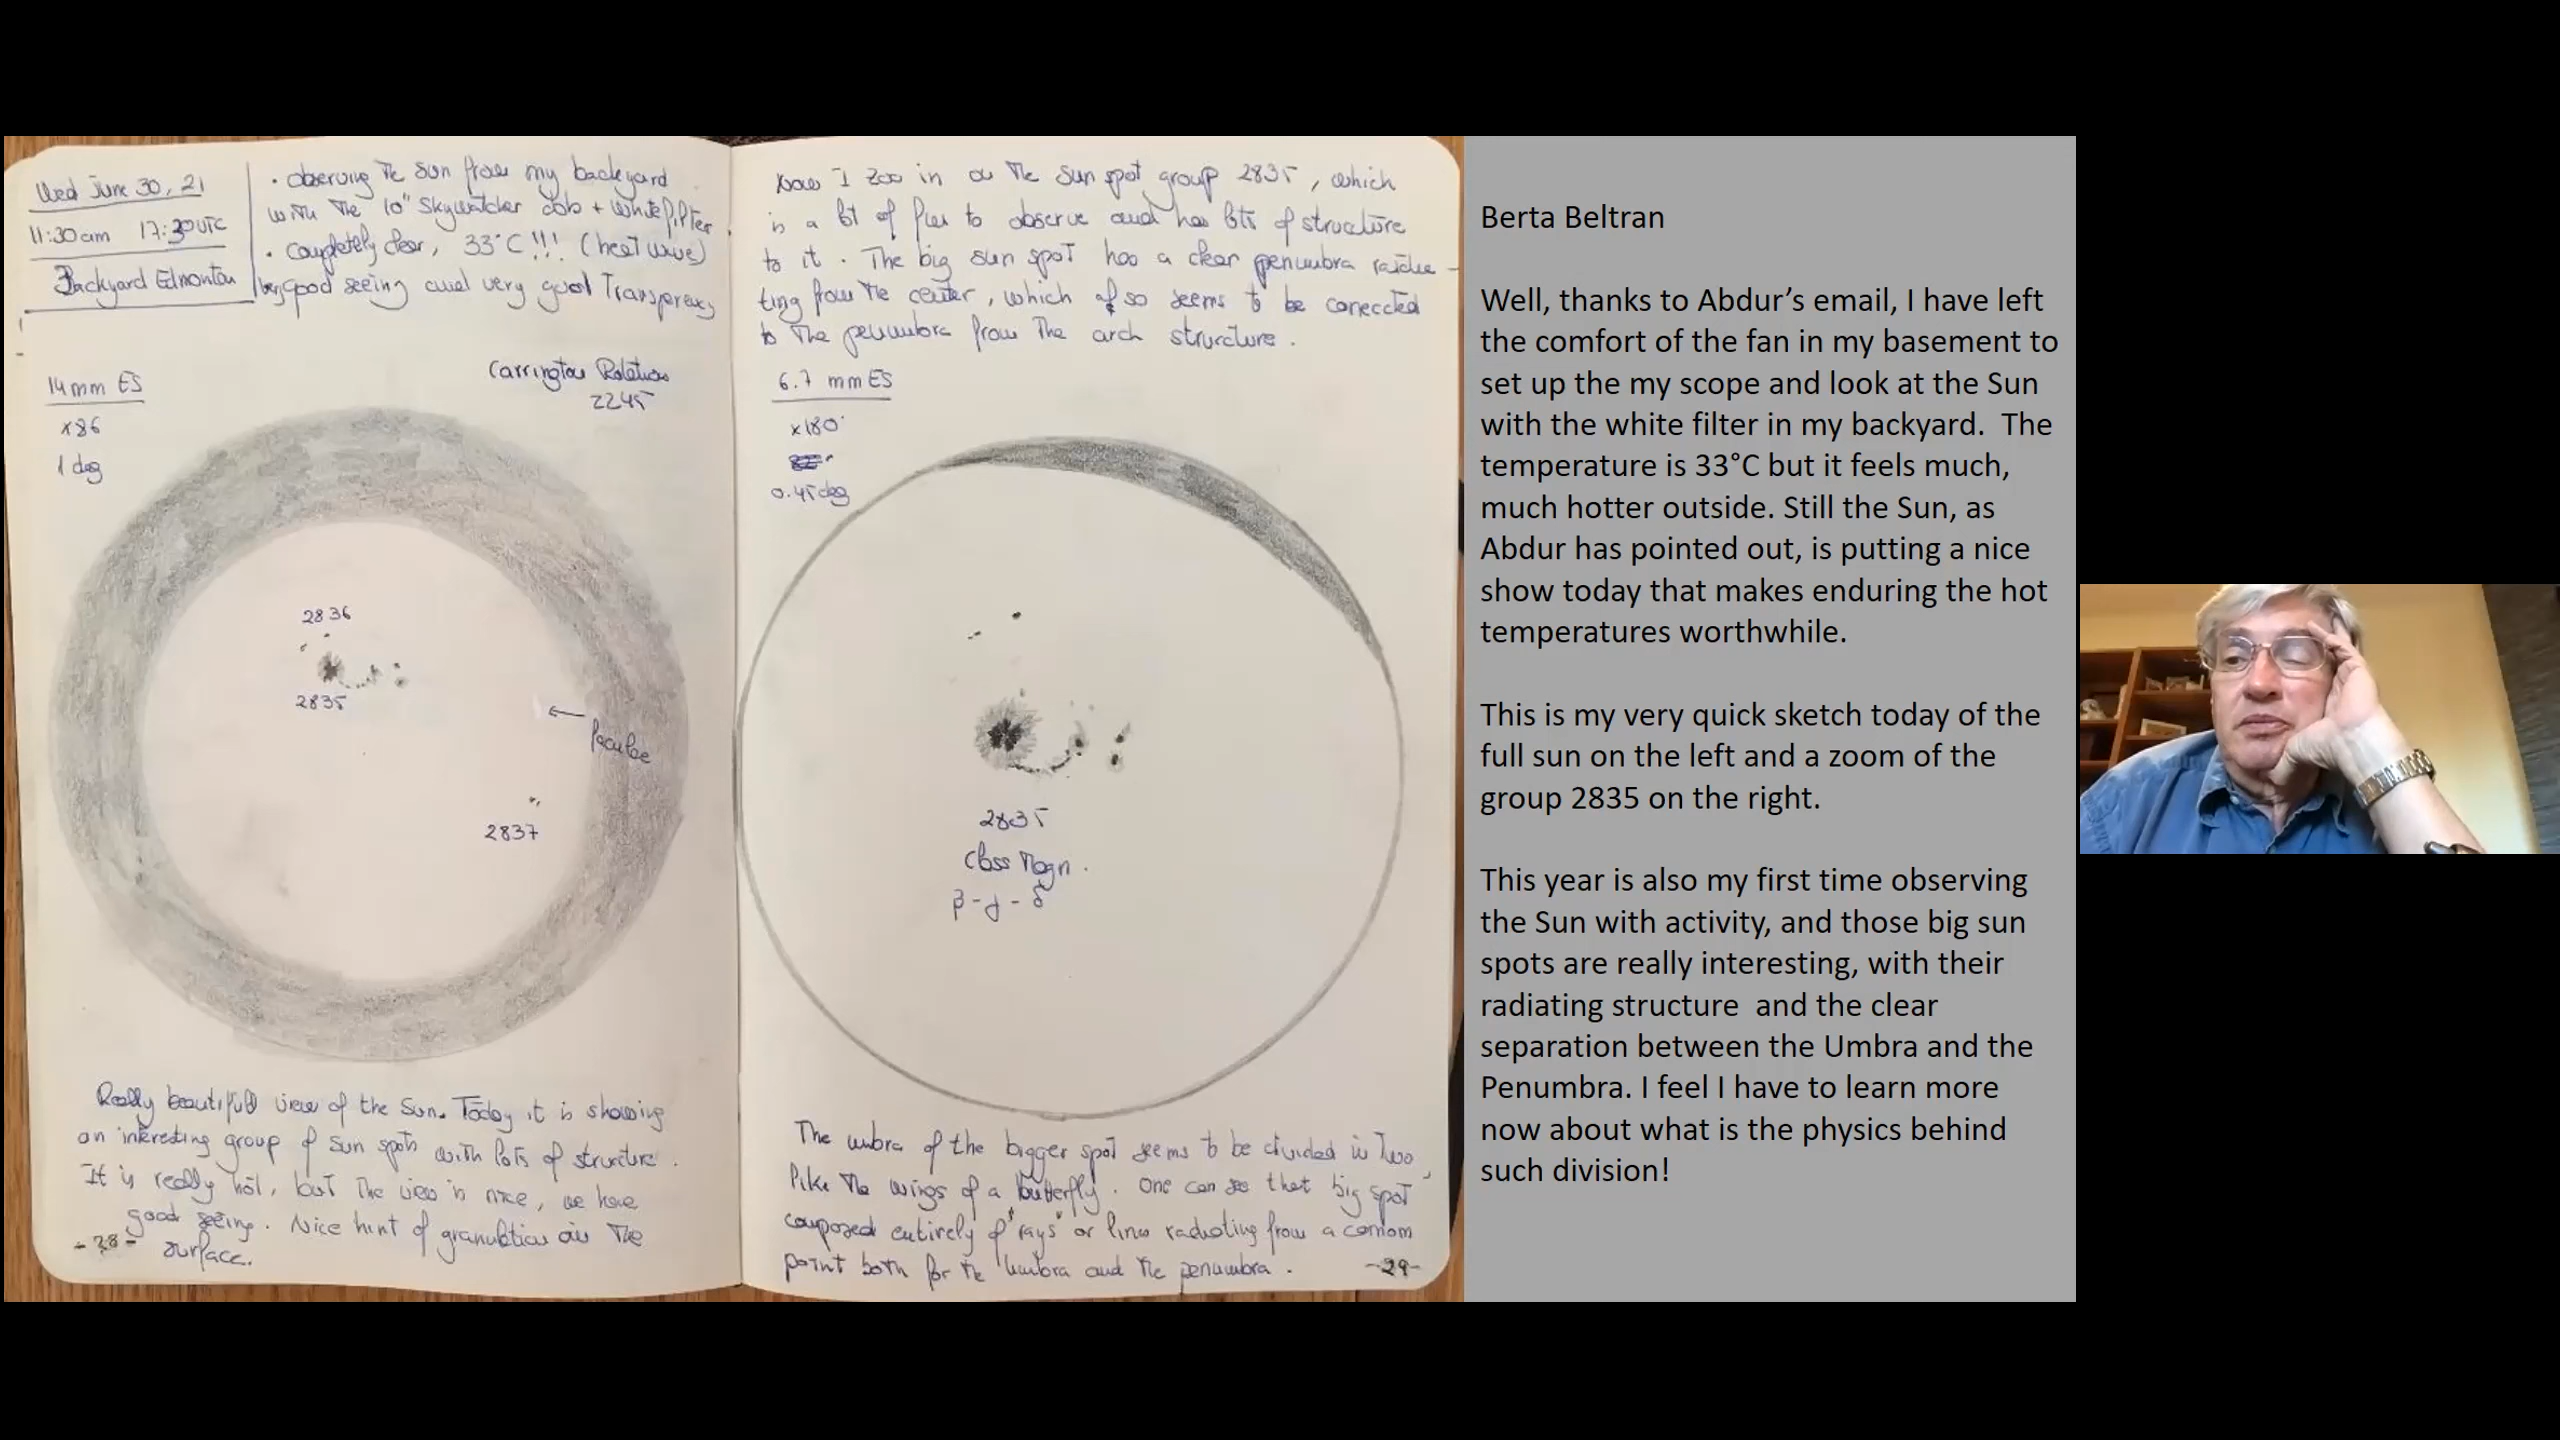 Wed June 30, 21
11:30am 17:30UTC
Backyard Edmonton
• observing the Sun from my backyard
with the 10" Skywatcher dob + white filter.
• completely clear, 33°C !!! (heat wave)
good seeing and very good Transparency
Carrington Rotation
2245
14mm ES
x86
1 deg
2836
2835
faculae
2837
Really beautifull view of the Sun. Today it is showing
an interesting group of sun spots with lots of structure.
It is really hot, but the view is nice, we have
good seeing. Nice hint of granulation on the
surface.
-28-
Now I zoo in on the Sun spot group 2835, which
is a lot of fun to observe and has lots of structure
to it. The big sun spot has a clear penumbra radia-
ting from the center, which also seems to be conected
to the penumbra from the arch structure.
6.7 mm ES
x180
0.45deg
2835
Class Magn.
β-γ-δ
The umbra of the bigger spot seems to be divided in Two
like the wings of a butterfly. One can see that big spot
composed entirely of "rays" or lines radiating from a comom
point both for the umbra and the penumbra.
-29-
Berta Beltran
Well, thanks to Abdur’s email, I have left
the comfort of the fan in my basement to
set up the my scope and look at the Sun
with the white filter in my backyard.  The
temperature is 33°C but it feels much,
much hotter outside. Still the Sun, as
Abdur has pointed out, is putting a nice
show today that makes enduring the hot
temperatures worthwhile.
This is my very quick sketch today of the
full sun on the left and a zoom of the
group 2835 on the right.
This year is also my first time observing
the Sun with activity, and those big sun
spots are really interesting, with their
radiating structure  and the clear
separation between the Umbra and the
Penumbra. I feel I have to learn more
now about what is the physics behind
such division!